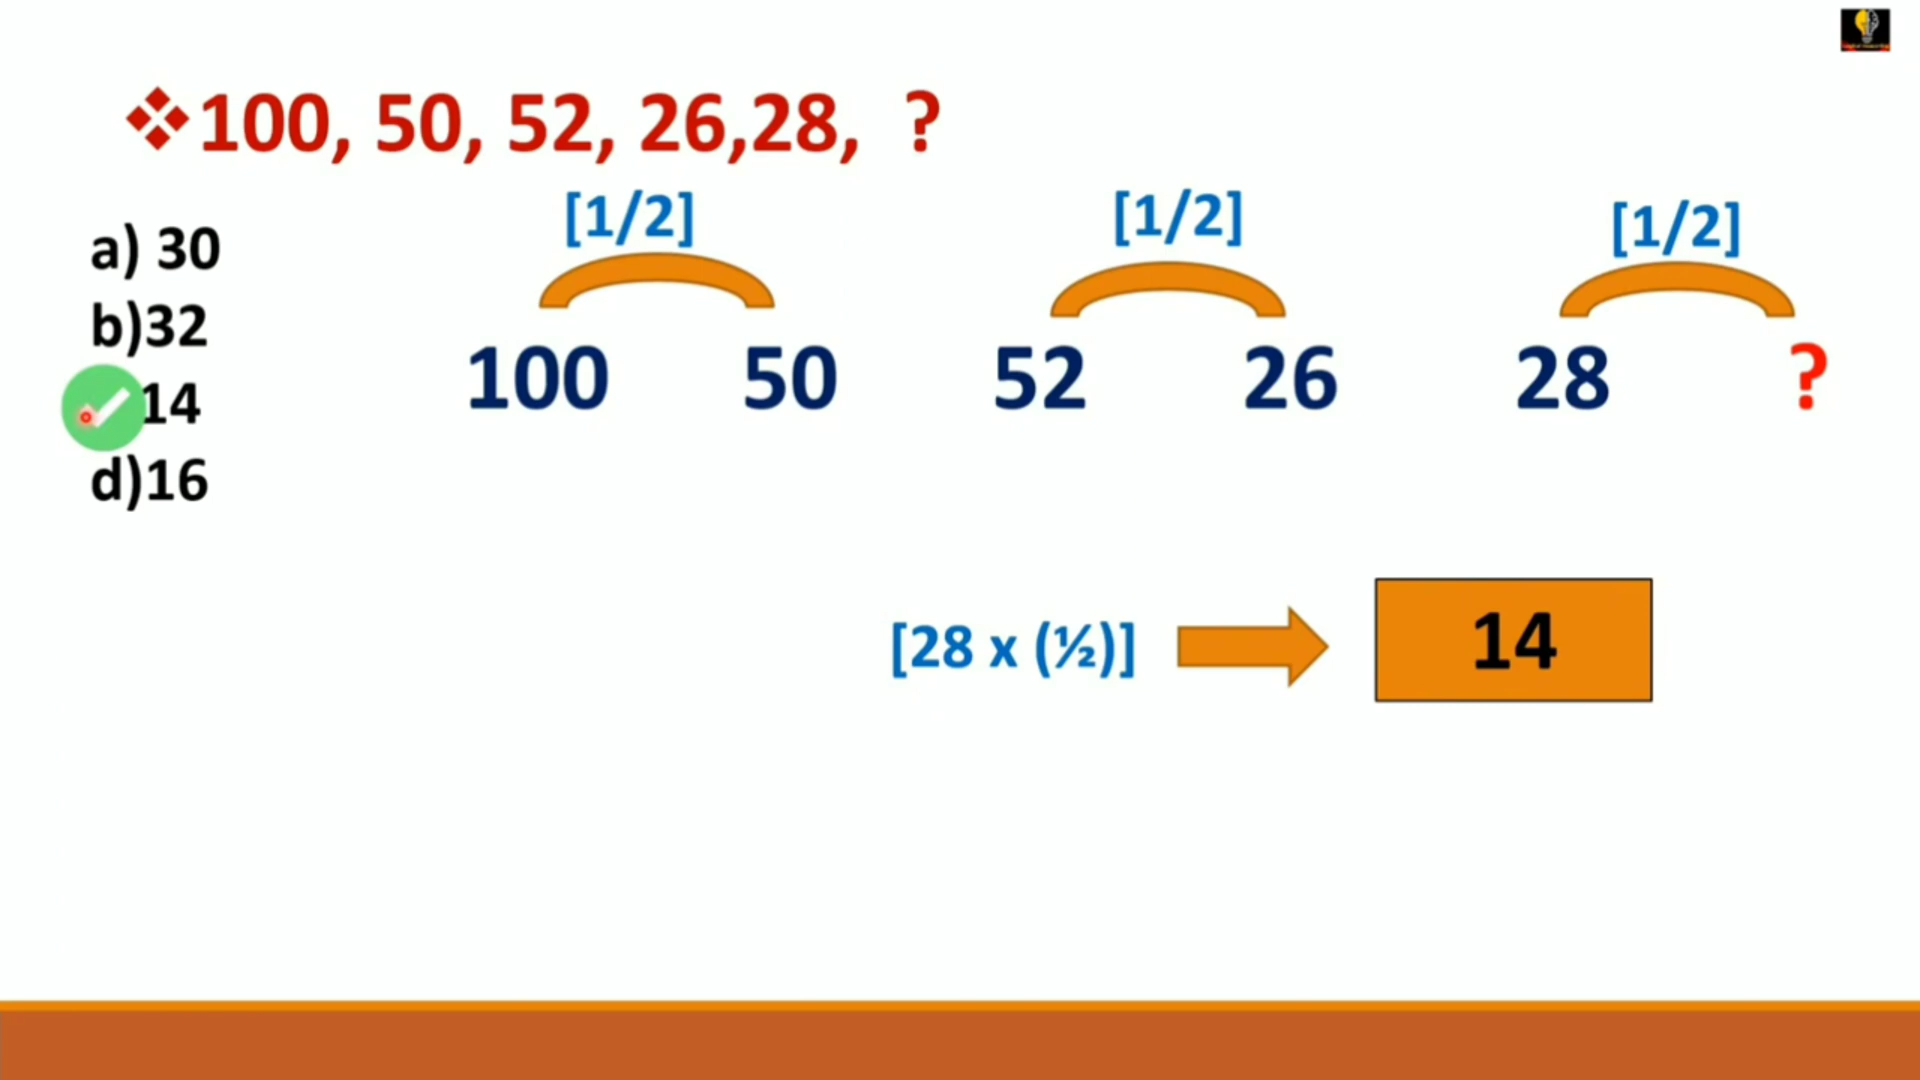 ❖100, 50, 52, 26,28, ?
a) 30
b)32
14
d)16
[1/2] [1/2] [1/2]
100 50 52 26 28 ?
[28 x (½)] 14